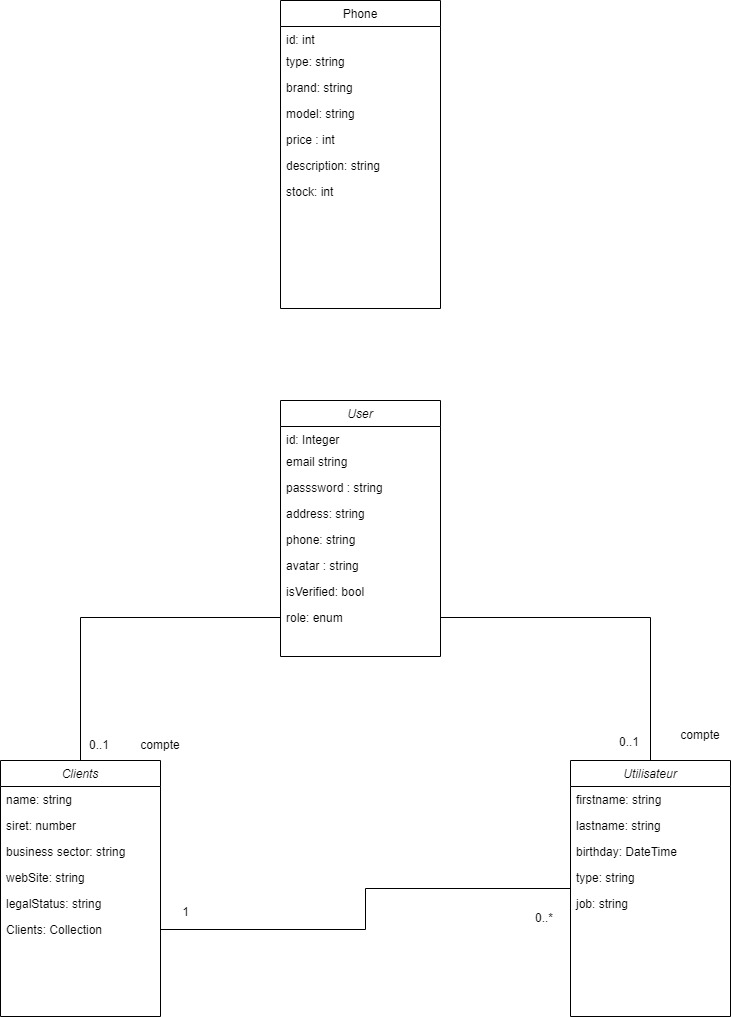 Phone
id: int
type: string
brand: string
model: string
price : int
description: string
stock: int
User
id: Integer
email string
passsword : string
address: string
phone: string
avatar : string
isVerified: bool
role: enum
0..1
compte
0..1
compte
Clients
name: string
siret: number
business sector: string
webSite: string
legalStatus: string
Clients: Collection
1
0..*
Utilisateur
firstname: string
lastname: string
birthday: DateTime
type: string
job: string